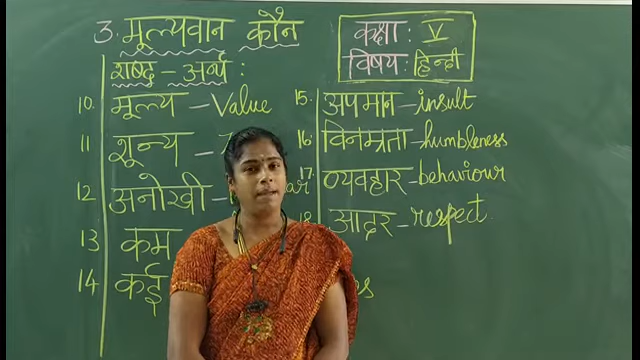 3. मूल्यवान कौन
कक्षा: V
विषय: हिन्दी
शब्द - अर्थ :
10. मूल्य - Value
11 शून्य -
12 अनोखी -
13 कम
14 कई
15. अपमान - insult
16. विनम्रता - humbleness
17. व्यवहार - behaviour
18. आदर - respect.